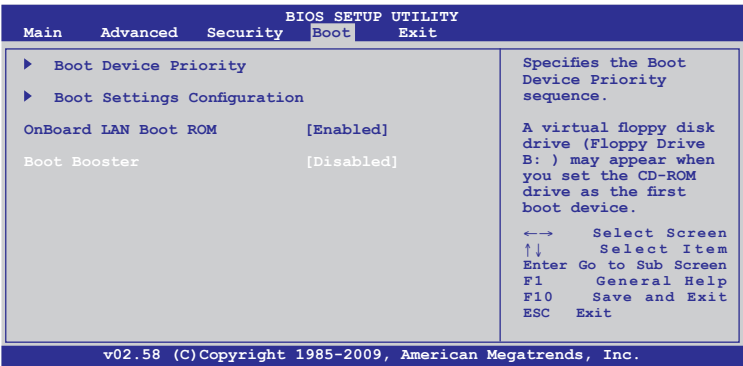 BIOS SETUP UTILITY
Main Advanced Security Boot Exit
Boot Device Priority
Boot Settings Configuration
OnBoard LAN Boot ROM [Enabled]
Boot Booster [Disabled]
Specifies the Boot
Device Priority
sequence.
A virtual floppy disk
drive (Floppy Drive
B: ) may appear when
you set the CD-ROM
drive as the first
boot device.
←→ Select Screen
↑↓ Select Item
Enter Go to Sub Screen
F1 General Help
F10 Save and Exit
ESC Exit
v02.58 (C)Copyright 1985-2009, American Megatrends, Inc.